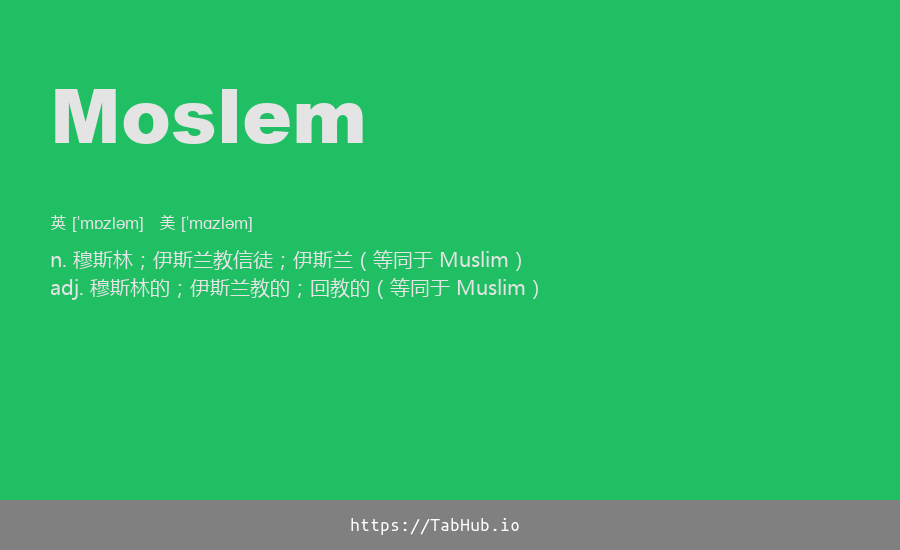 Moslem
英 [ˈmɒzləm] 美 [ˈmɑzləm]
n. 穆斯林；伊斯兰教信徒；伊斯兰（等同于 Muslim）
adj. 穆斯林的；伊斯兰教的；回教的（等同于 Muslim）
https://TabHub.io